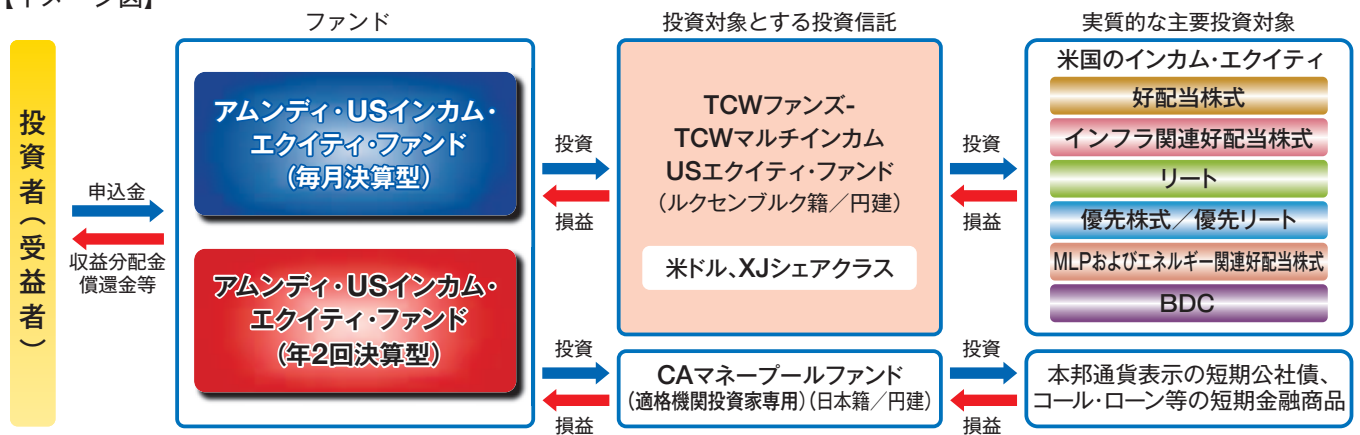 【イメージ図】
ファンド
投資対象とする投資信託
実質的な主要投資対象
投資者（受益者）
申込金
収益分配金
償還金等
アムンディ・USインカム・
エクイティ・ファンド
（毎月決算型）
アムンディ・USインカム・
エクイティ・ファンド
（年2回決算型）
投資
損益
TCWファンズ-
TCWマルチインカム
USエクイティ・ファンド
（ルクセンブルク籍／円建）
米ドル、XJシェアクラス
投資
損益
米国のインカム・エクイティ
好配当株式
インフラ関連好配当株式
リート
優先株式／優先リート
MLPおよびエネルギー関連好配当株式
BDC
投資
損益
CAマネープールファンド
（適格機関投資家専用）（日本籍／円建）
投資
損益
本邦通貨表示の短期公社債、
コール・ローン等の短期金融商品